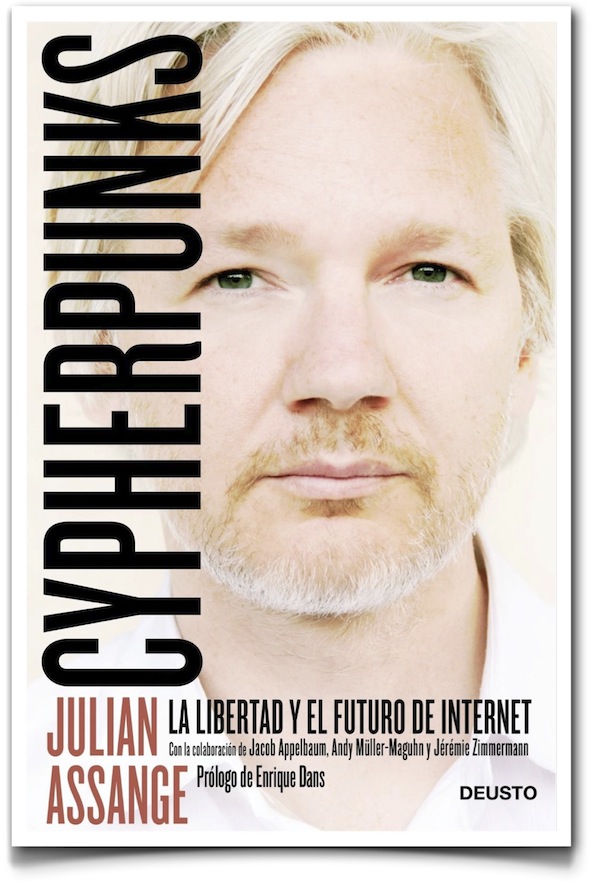 CYPHERPUNKS
JULIAN
ASSANGE
LA LIBERTAD Y EL FUTURO DE INTERNET
Con la colaboración de Jacob Appelbaum, Andy Müller-Maguhn y Jérémie Zimmermann
Prólogo de Enrique Dans
DEUSTO